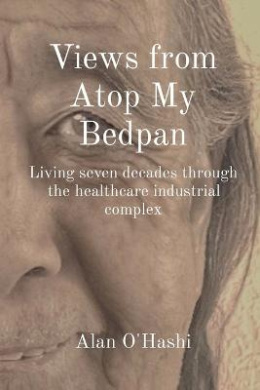 Views from
Atop My
Bedpan
Living seven decades through
the healthcare industrial
complex
Alan O'Hashi